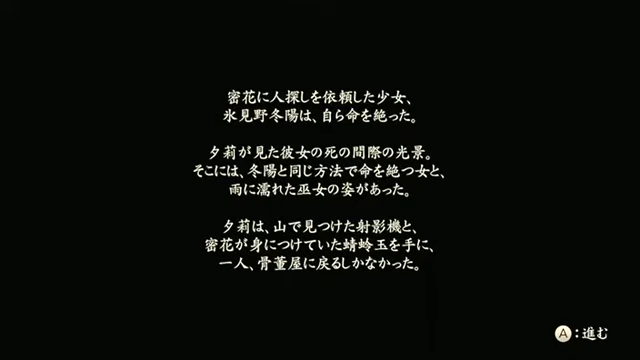 密花に人探しを依頼した少女、
氷見野冬陽は、自ら命を絶った。
夕莉が見た彼女の死の間際の光景。
そこには、冬陽と同じ方法で命を絶つ女と、
雨に濡れた巫女の姿があった。
夕莉は、山で見つけた射影機と、
密花が身につけていた蜻蛉玉を手に、
一人、骨董屋に戻るしかなかった。
A:進む